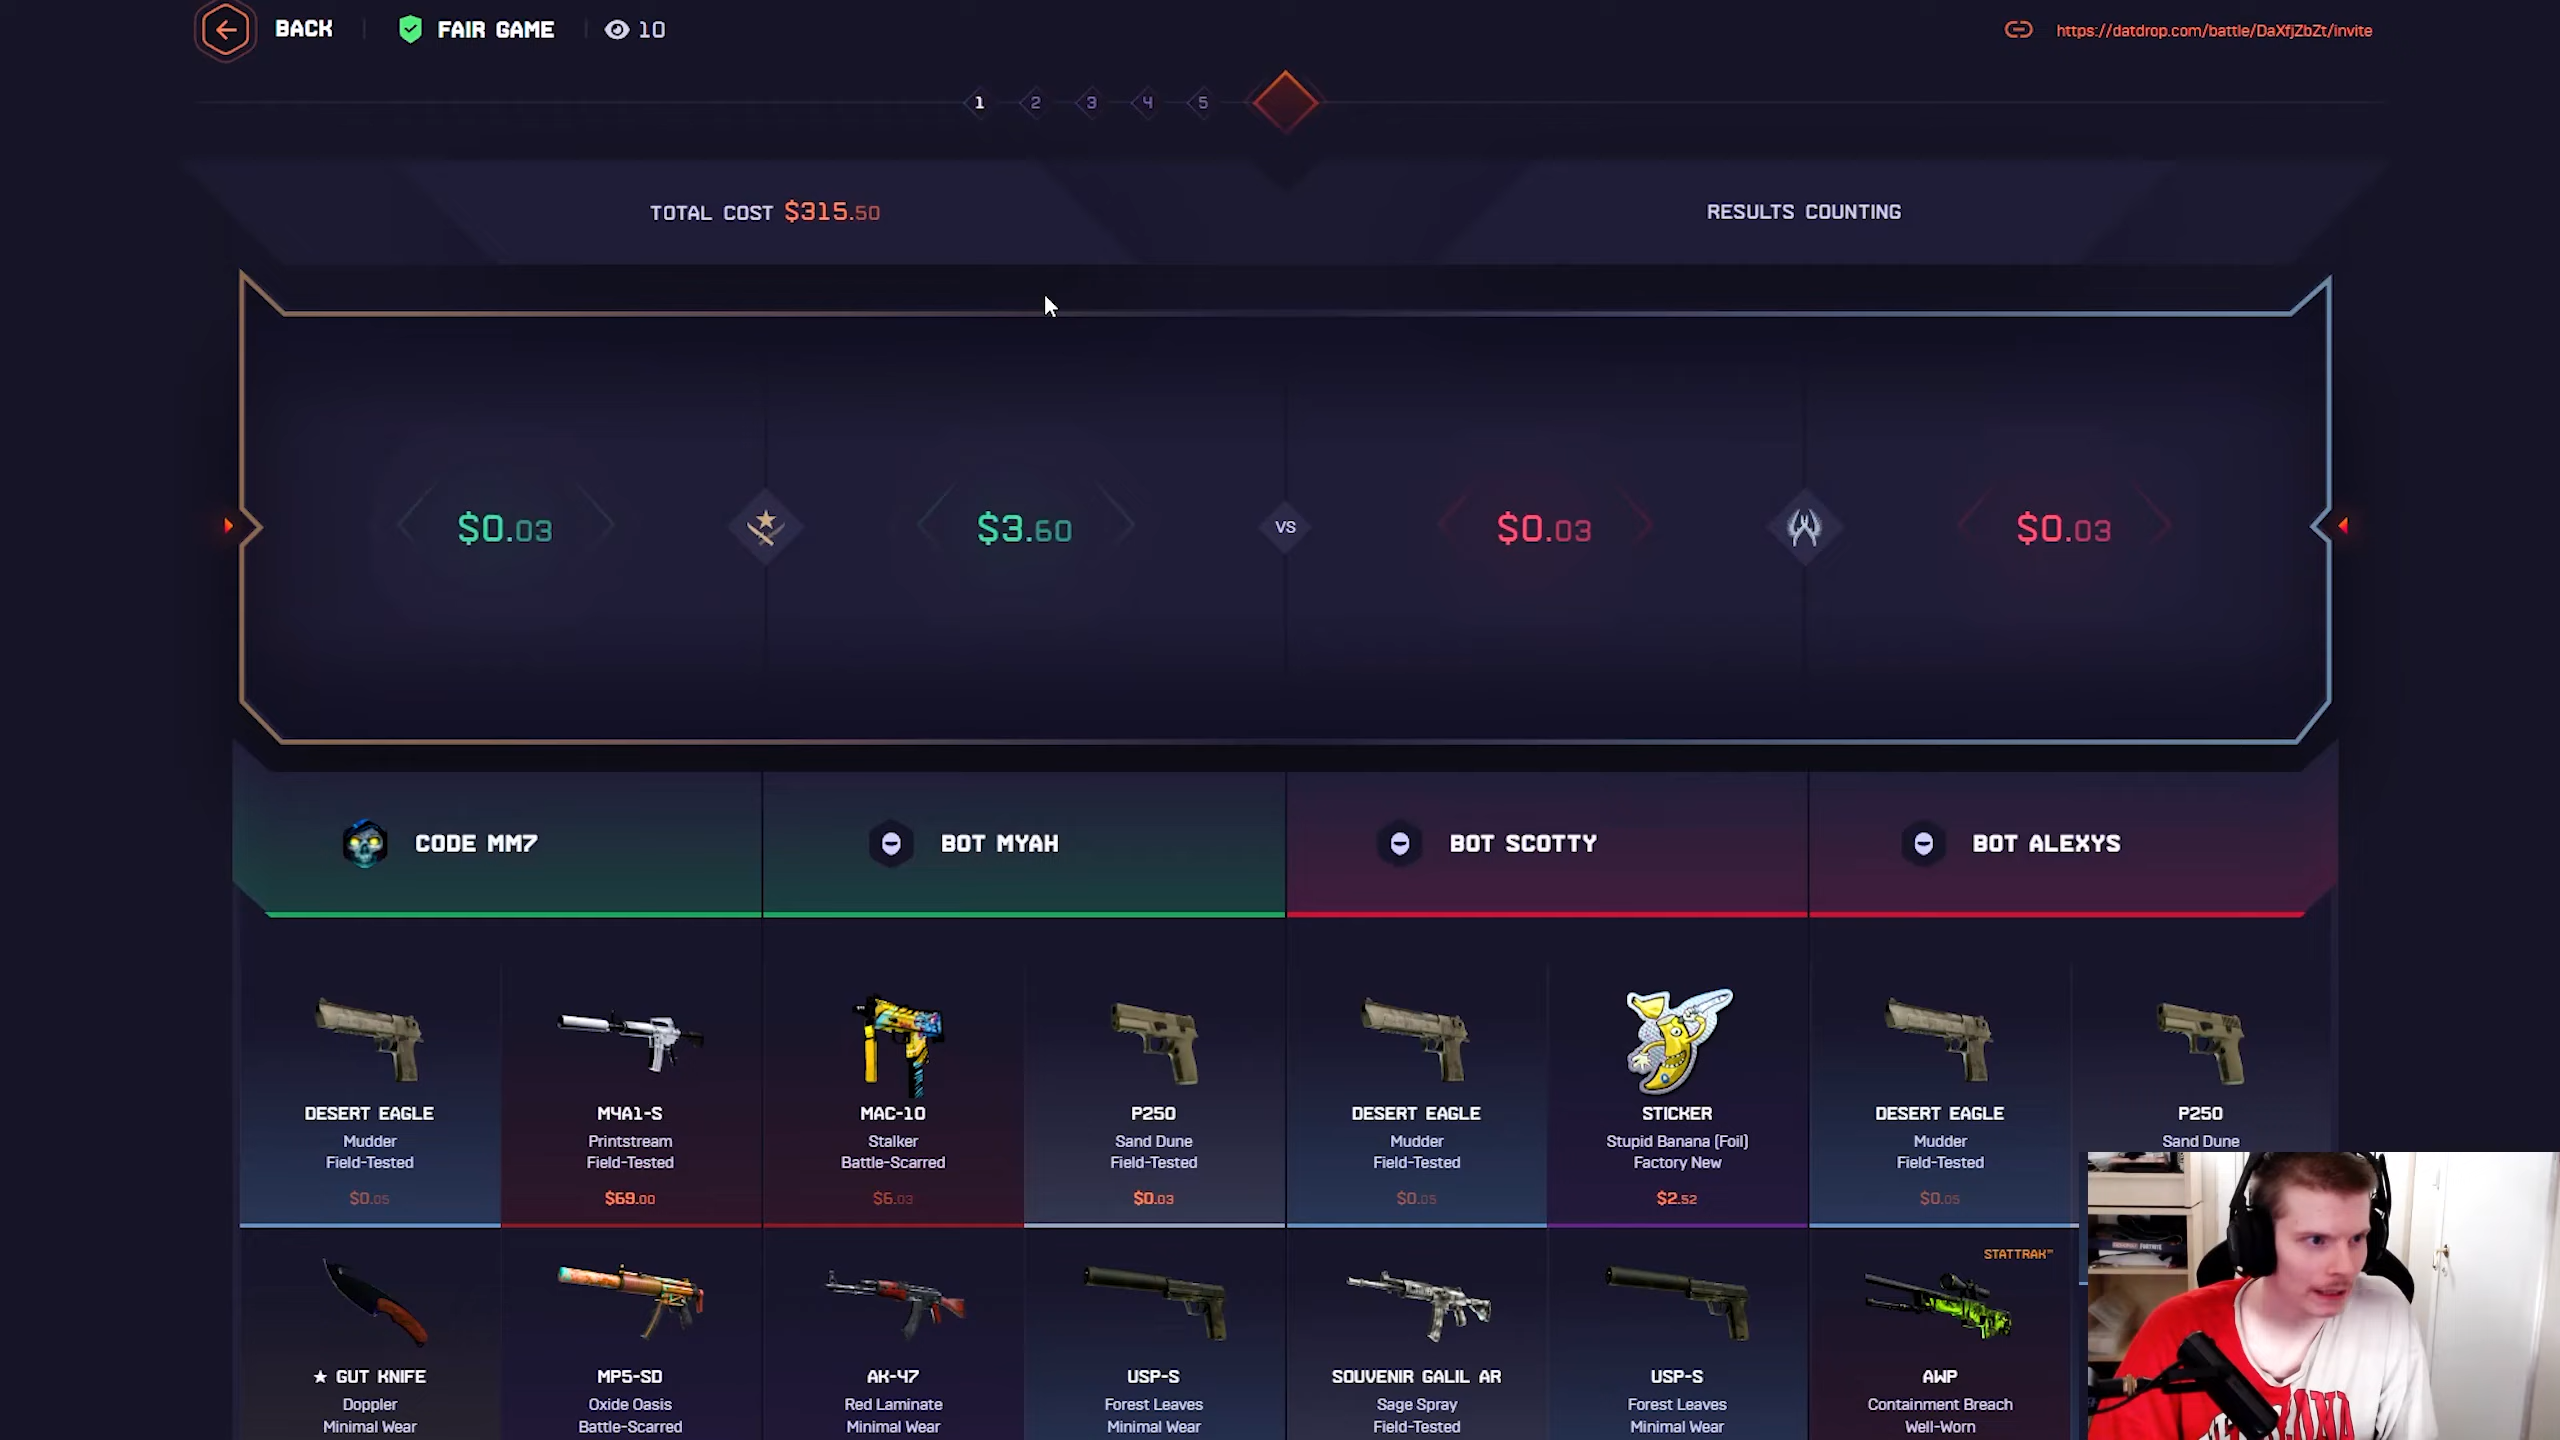 BACK
FAIR GAME
10
https://datdrop.com/battle/DaXfjZbZt/invite
1
2
3
4
5
TOTAL COST $315.50
RESULTS COUNTING
$0.03
$3.60
VS
$0.03
$0.03
CODE MM7
BOT MYAH
BOT SCOTTY
BOT ALEXYS
DESERT EAGLE
Mudder
Field-Tested
$0.05
M4A1-S
Printstream
Field-Tested
$69.00
MAC-10
Stalker
Battle-Scarred
$6.03
P250
Sand Dune
Field-Tested
$0.03
DESERT EAGLE
Mudder
Field-Tested
$0.05
STICKER
Stupid Banana (Foil)
Factory New
$2.52
DESERT EAGLE
Mudder
Field-Tested
$0.05
P250
Sand Dune
★ GUT KNIFE
Doppler
Minimal Wear
MP5-SD
Oxide Oasis
Battle-Scarred
AK-47
Red Laminate
Minimal Wear
USP-S
Forest Leaves
Minimal Wear
SOUVENIR GALIL AR
Sage Spray
Field-Tested
USP-S
Forest Leaves
Minimal Wear
STATTRAK™
AWP
Containment Breach
Well-Worn